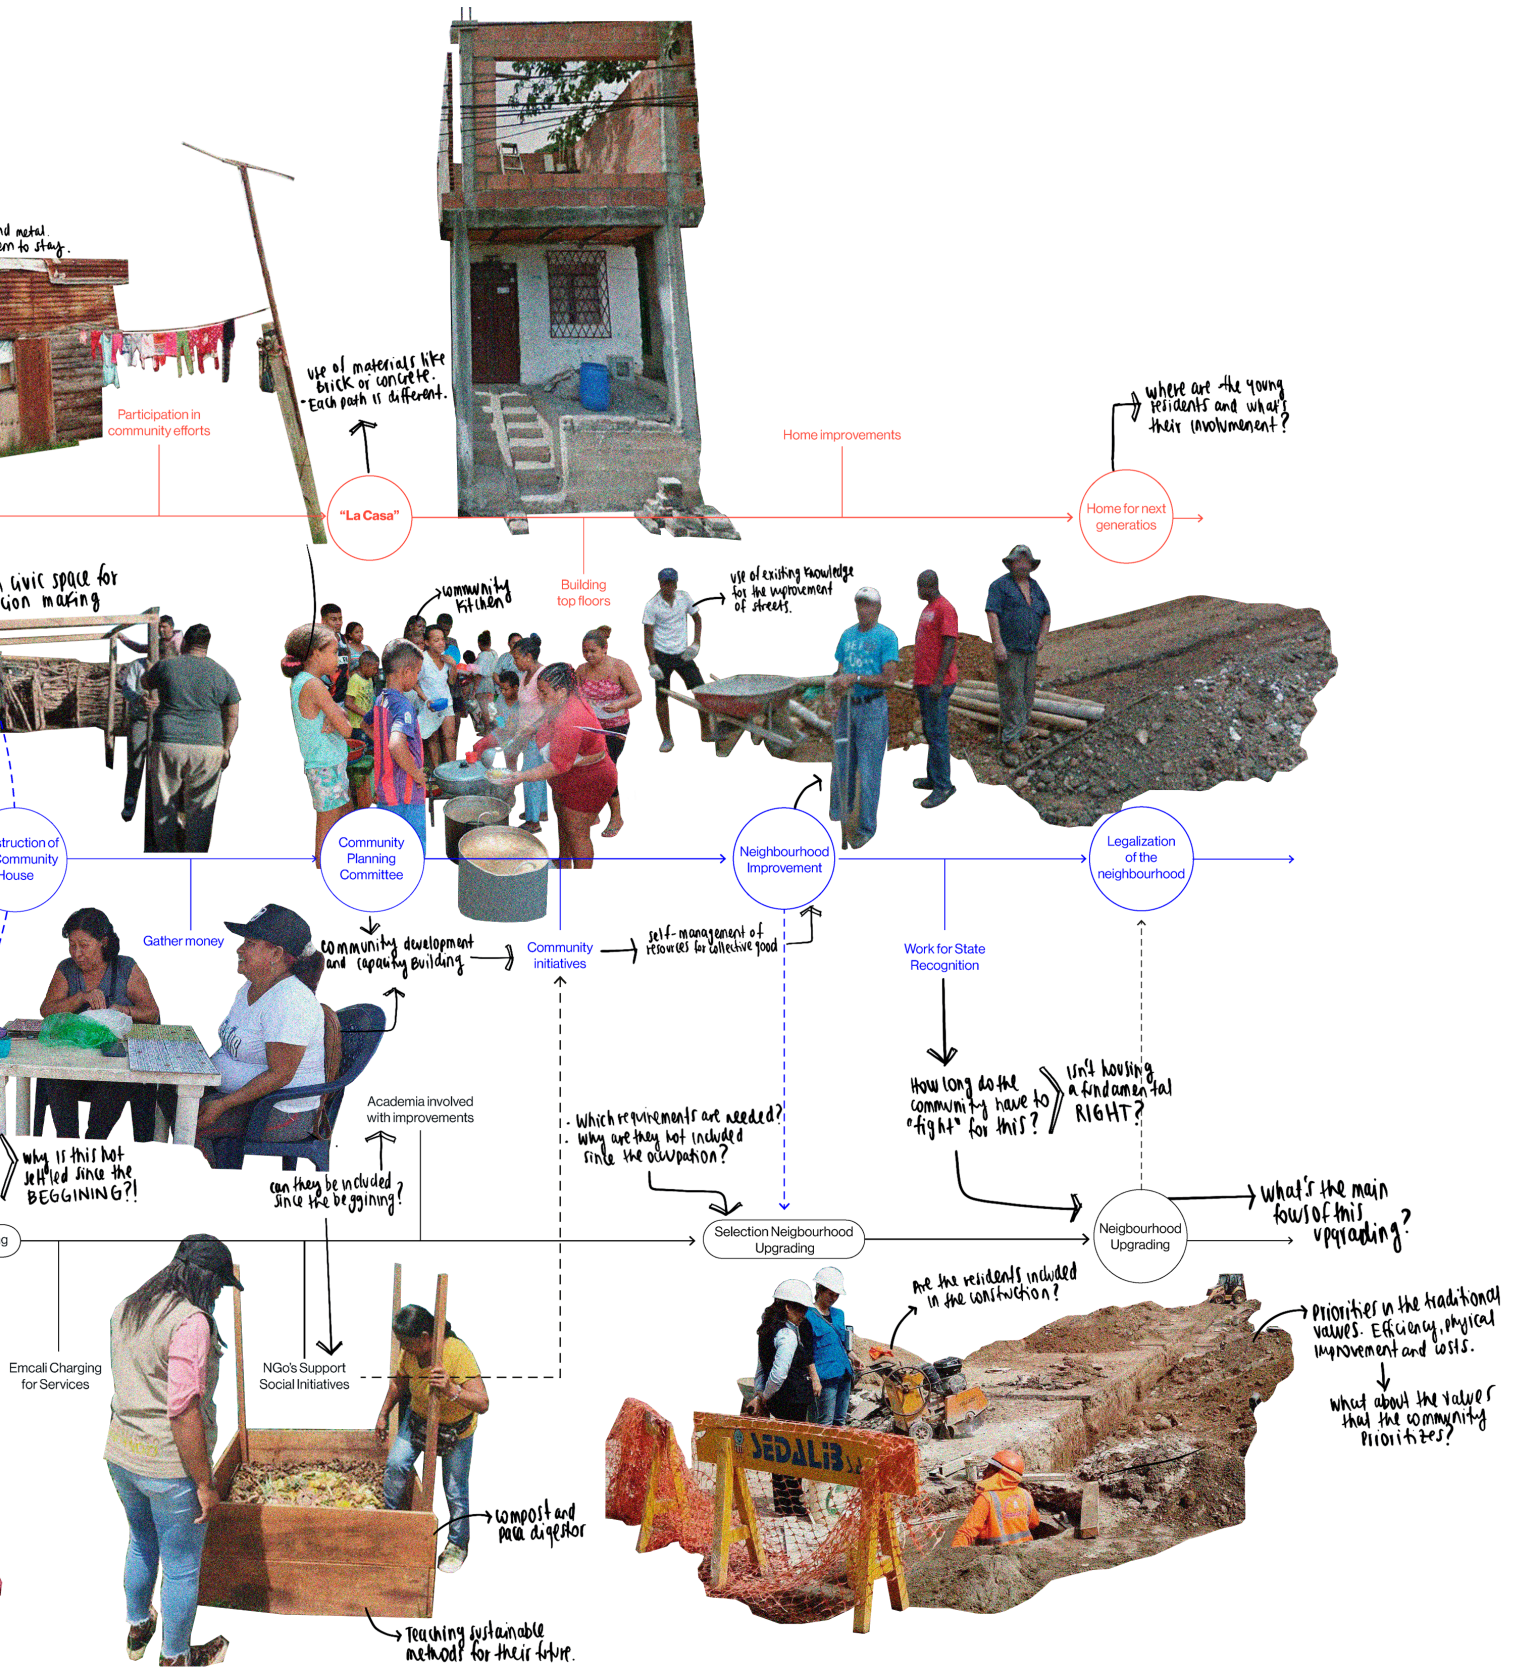 nd metal.
em to stay.
Participation in
community efforts
use of materials like
brick or concrete.
- Each path is different.
"La Casa"
Building
top floors
Home improvements
where are the young
residents and what's
their involvmenent?
Home for next
generatios
n civic space for
cion making
community
kitchen
use of existing knowledge
for the improvement
of streets.
struction of
Community
House
Gather money
Community
Planning
Committee
community development
and capacity Building
Community
initiatives
self-management of
resources for collective good
Neighbourhood
Improvement
Work for State
Recognition
Legalization
of the
neighbourhood
How long do the
community have to
"fight" for this?
Isn't housing
a fundamental
RIGHT?
why is this not
settled since the
BEGGINING?!
Academia involved
with improvements
can they be included
since the beggining?
- Which requirements are needed?
- why are they not included
since the occupation?
g
Emcali Charging
for Services
NGo's Support
Social Initiatives
Selection Neigbourhood
Upgrading
Neigbourhood
Upgrading
What's the main
focus of this
upgrading?
Are the residents included
in the construction?
Priorities in the traditional
values. Efficiency, phyical
improvement and costs.
what about the values
that the community
prioritizes?
SEDALIB
compost and
paca digestor
Teaching sustainable
methods for their future.